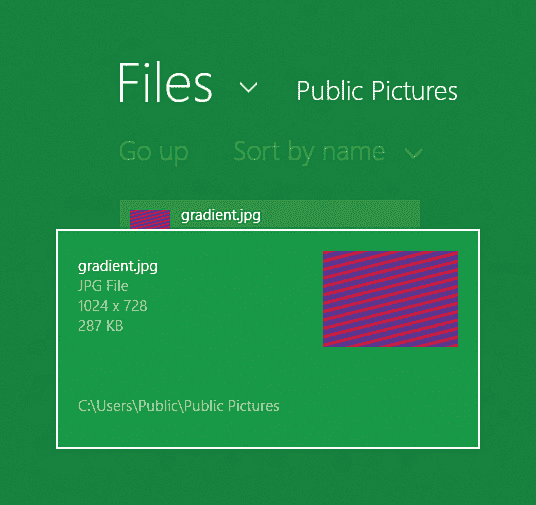 Files Public Pictures
Go up Sort by name
gradient.jpg
gradient.jpg
JPG File
1024 x 728
287 KB
C:\Users\Public\Public Pictures